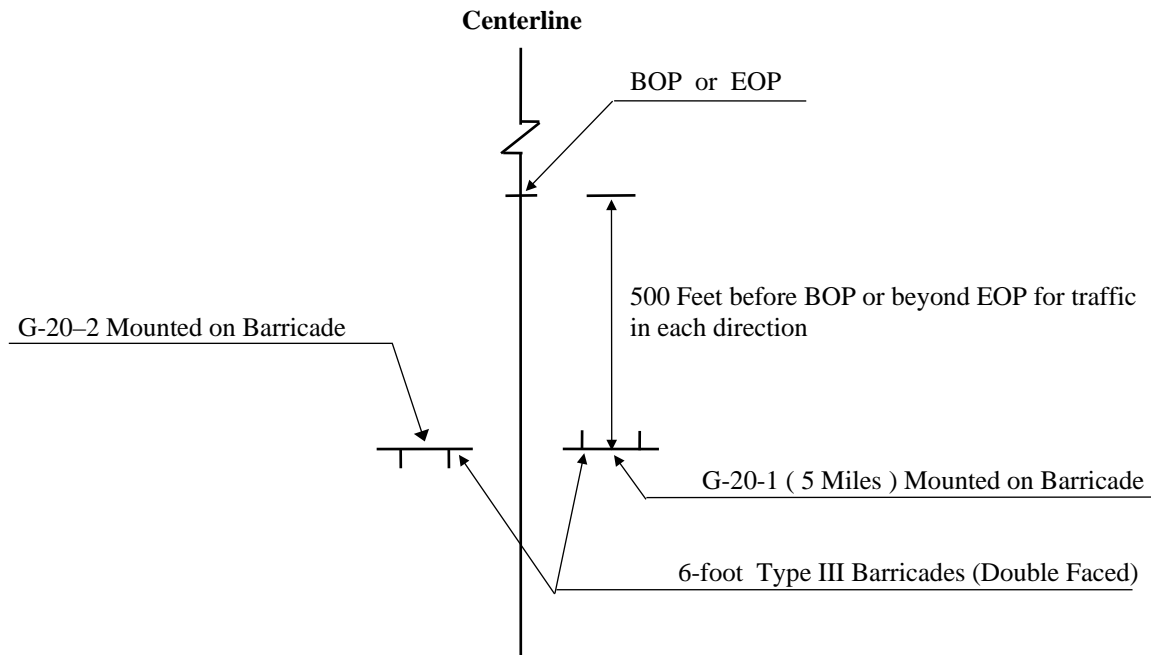 Centerline
BOP or EOP
500 Feet before BOP or beyond EOP for traffic
in each direction
G-20–2 Mounted on Barricade
G-20-1 ( 5 Miles ) Mounted on Barricade
6-foot Type III Barricades (Double Faced)